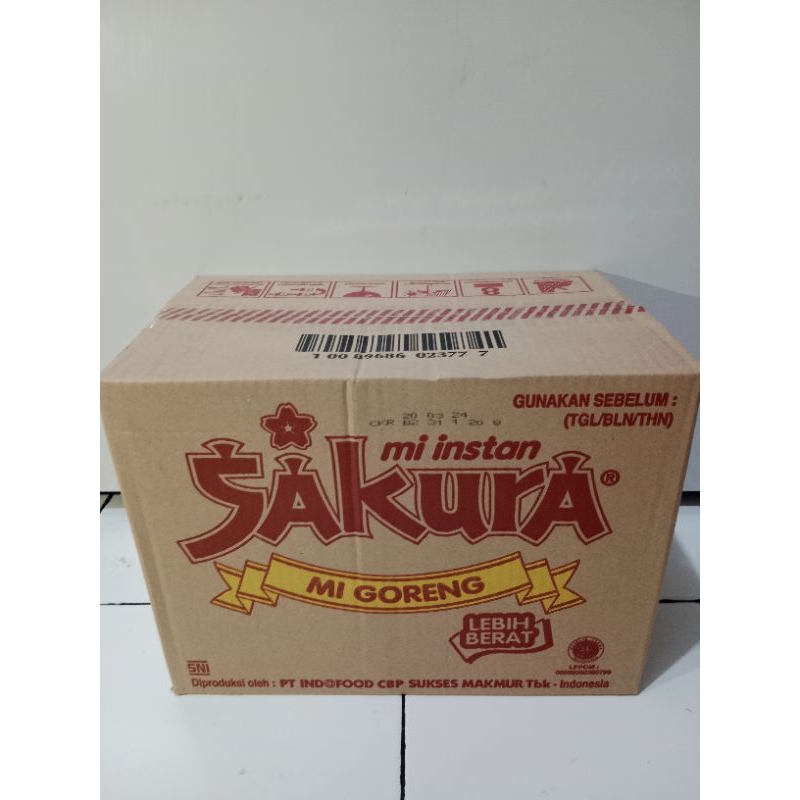 1 00 89686 02377 7
GUNAKAN SEBELUM :
(TGL/BLN/THN)
20 03 24
mi instan
SAkurA®
MI GORENG
LEBIH
BERAT
SNI
LPPOM :
Diproduksi oleh : PT INDOFOOD CBP SUKSES MAKMUR Tbk - Indonesia